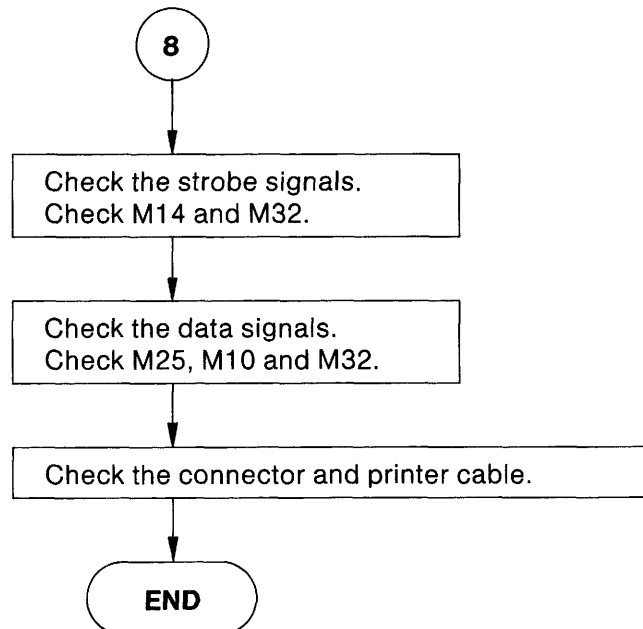 8
Check the strobe signals.
Check M14 and M32.
Check the data signals.
Check M25, M10 and M32.
Check the connector and printer cable.
END